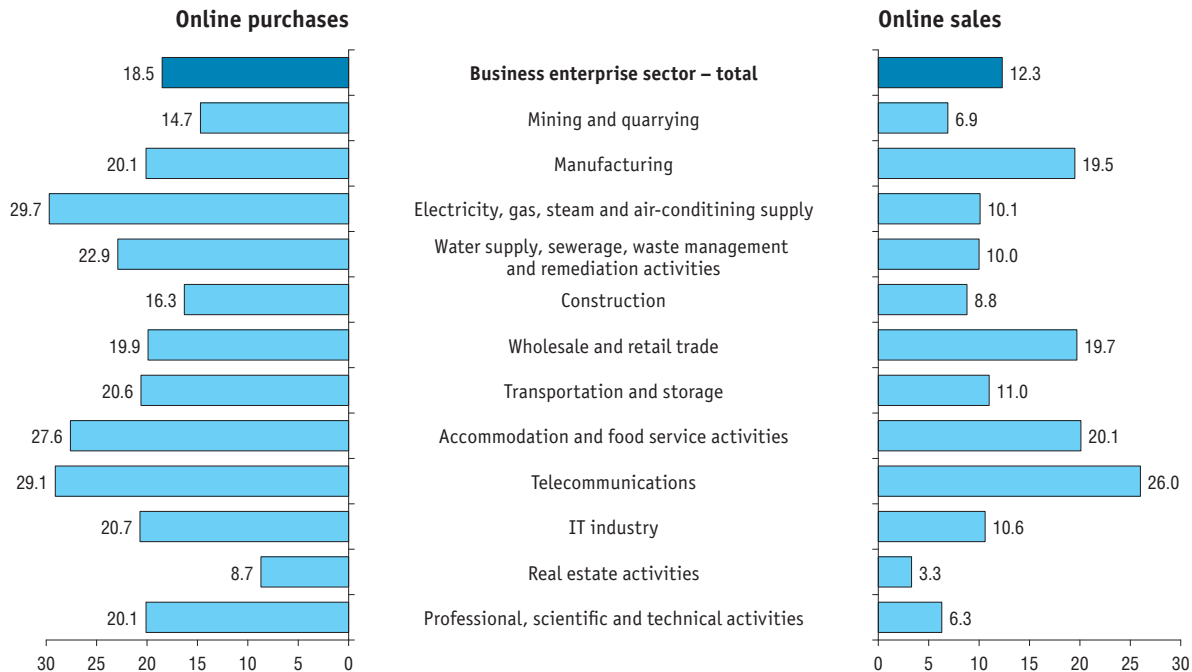 Online purchases
Online sales
18.5 Business enterprise sector – total 12.3
14.7 Mining and quarrying 6.9
20.1 Manufacturing 19.5
29.7 Electricity, gas, steam and air-conditining supply 10.1
22.9 Water supply, sewerage, waste management
and remediation activities 10.0
16.3 Construction 8.8
19.9 Wholesale and retail trade 19.7
20.6 Transportation and storage 11.0
27.6 Accommodation and food service activities 20.1
29.1 Telecommunications 26.0
20.7 IT industry 10.6
8.7 Real estate activities 3.3
20.1 Professional, scientific and technical activities 6.3
30 25 20 15 10 5 0
0 5 10 15 20 25 30